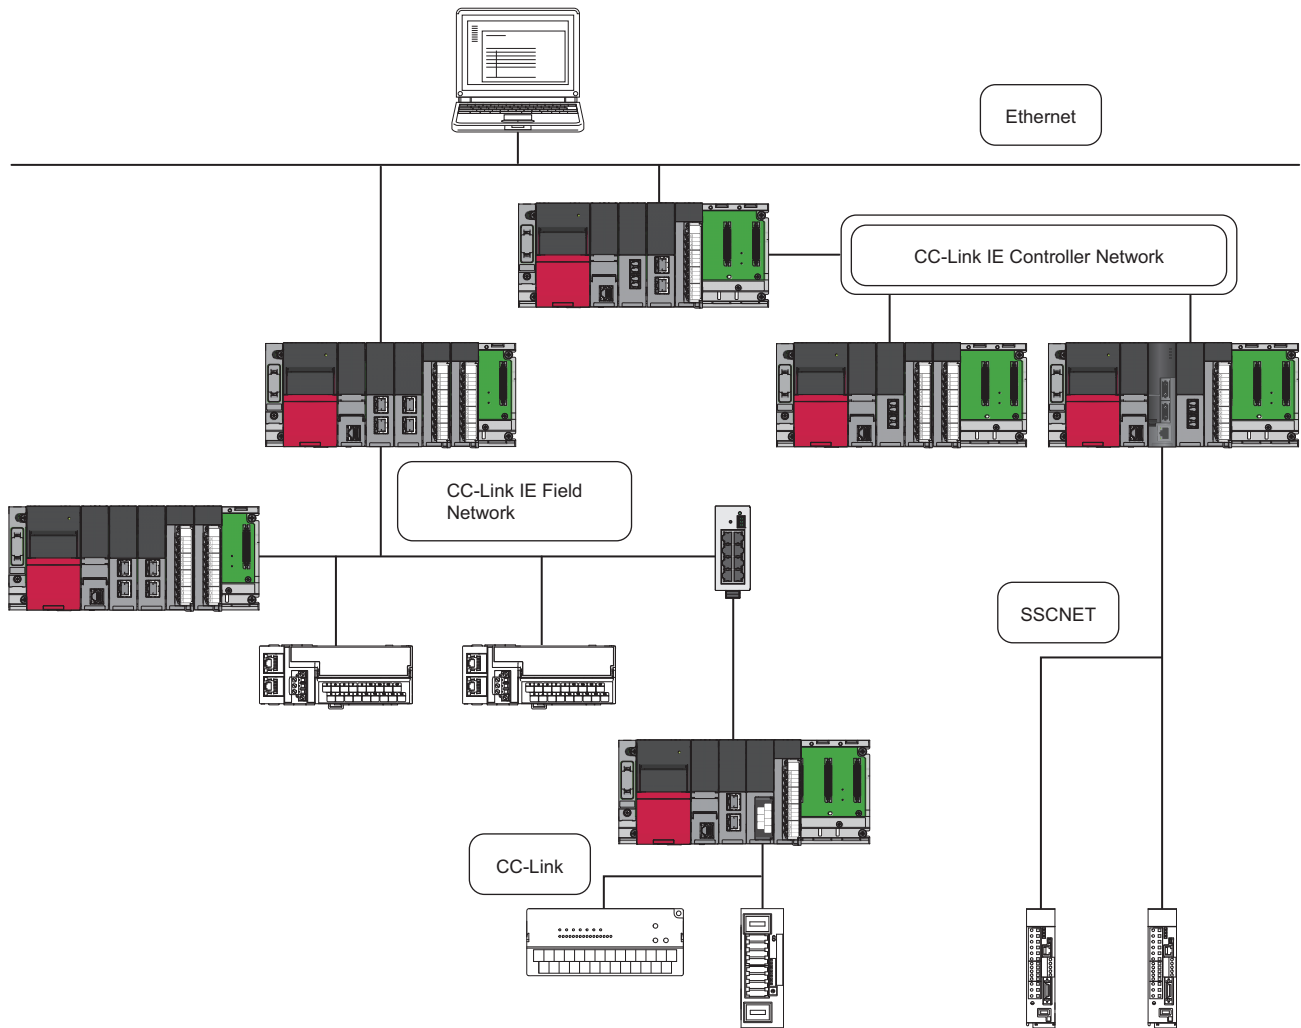 Ethernet
CC-Link IE Controller Network
CC-Link IE Field
Network
SSCNET
CC-Link